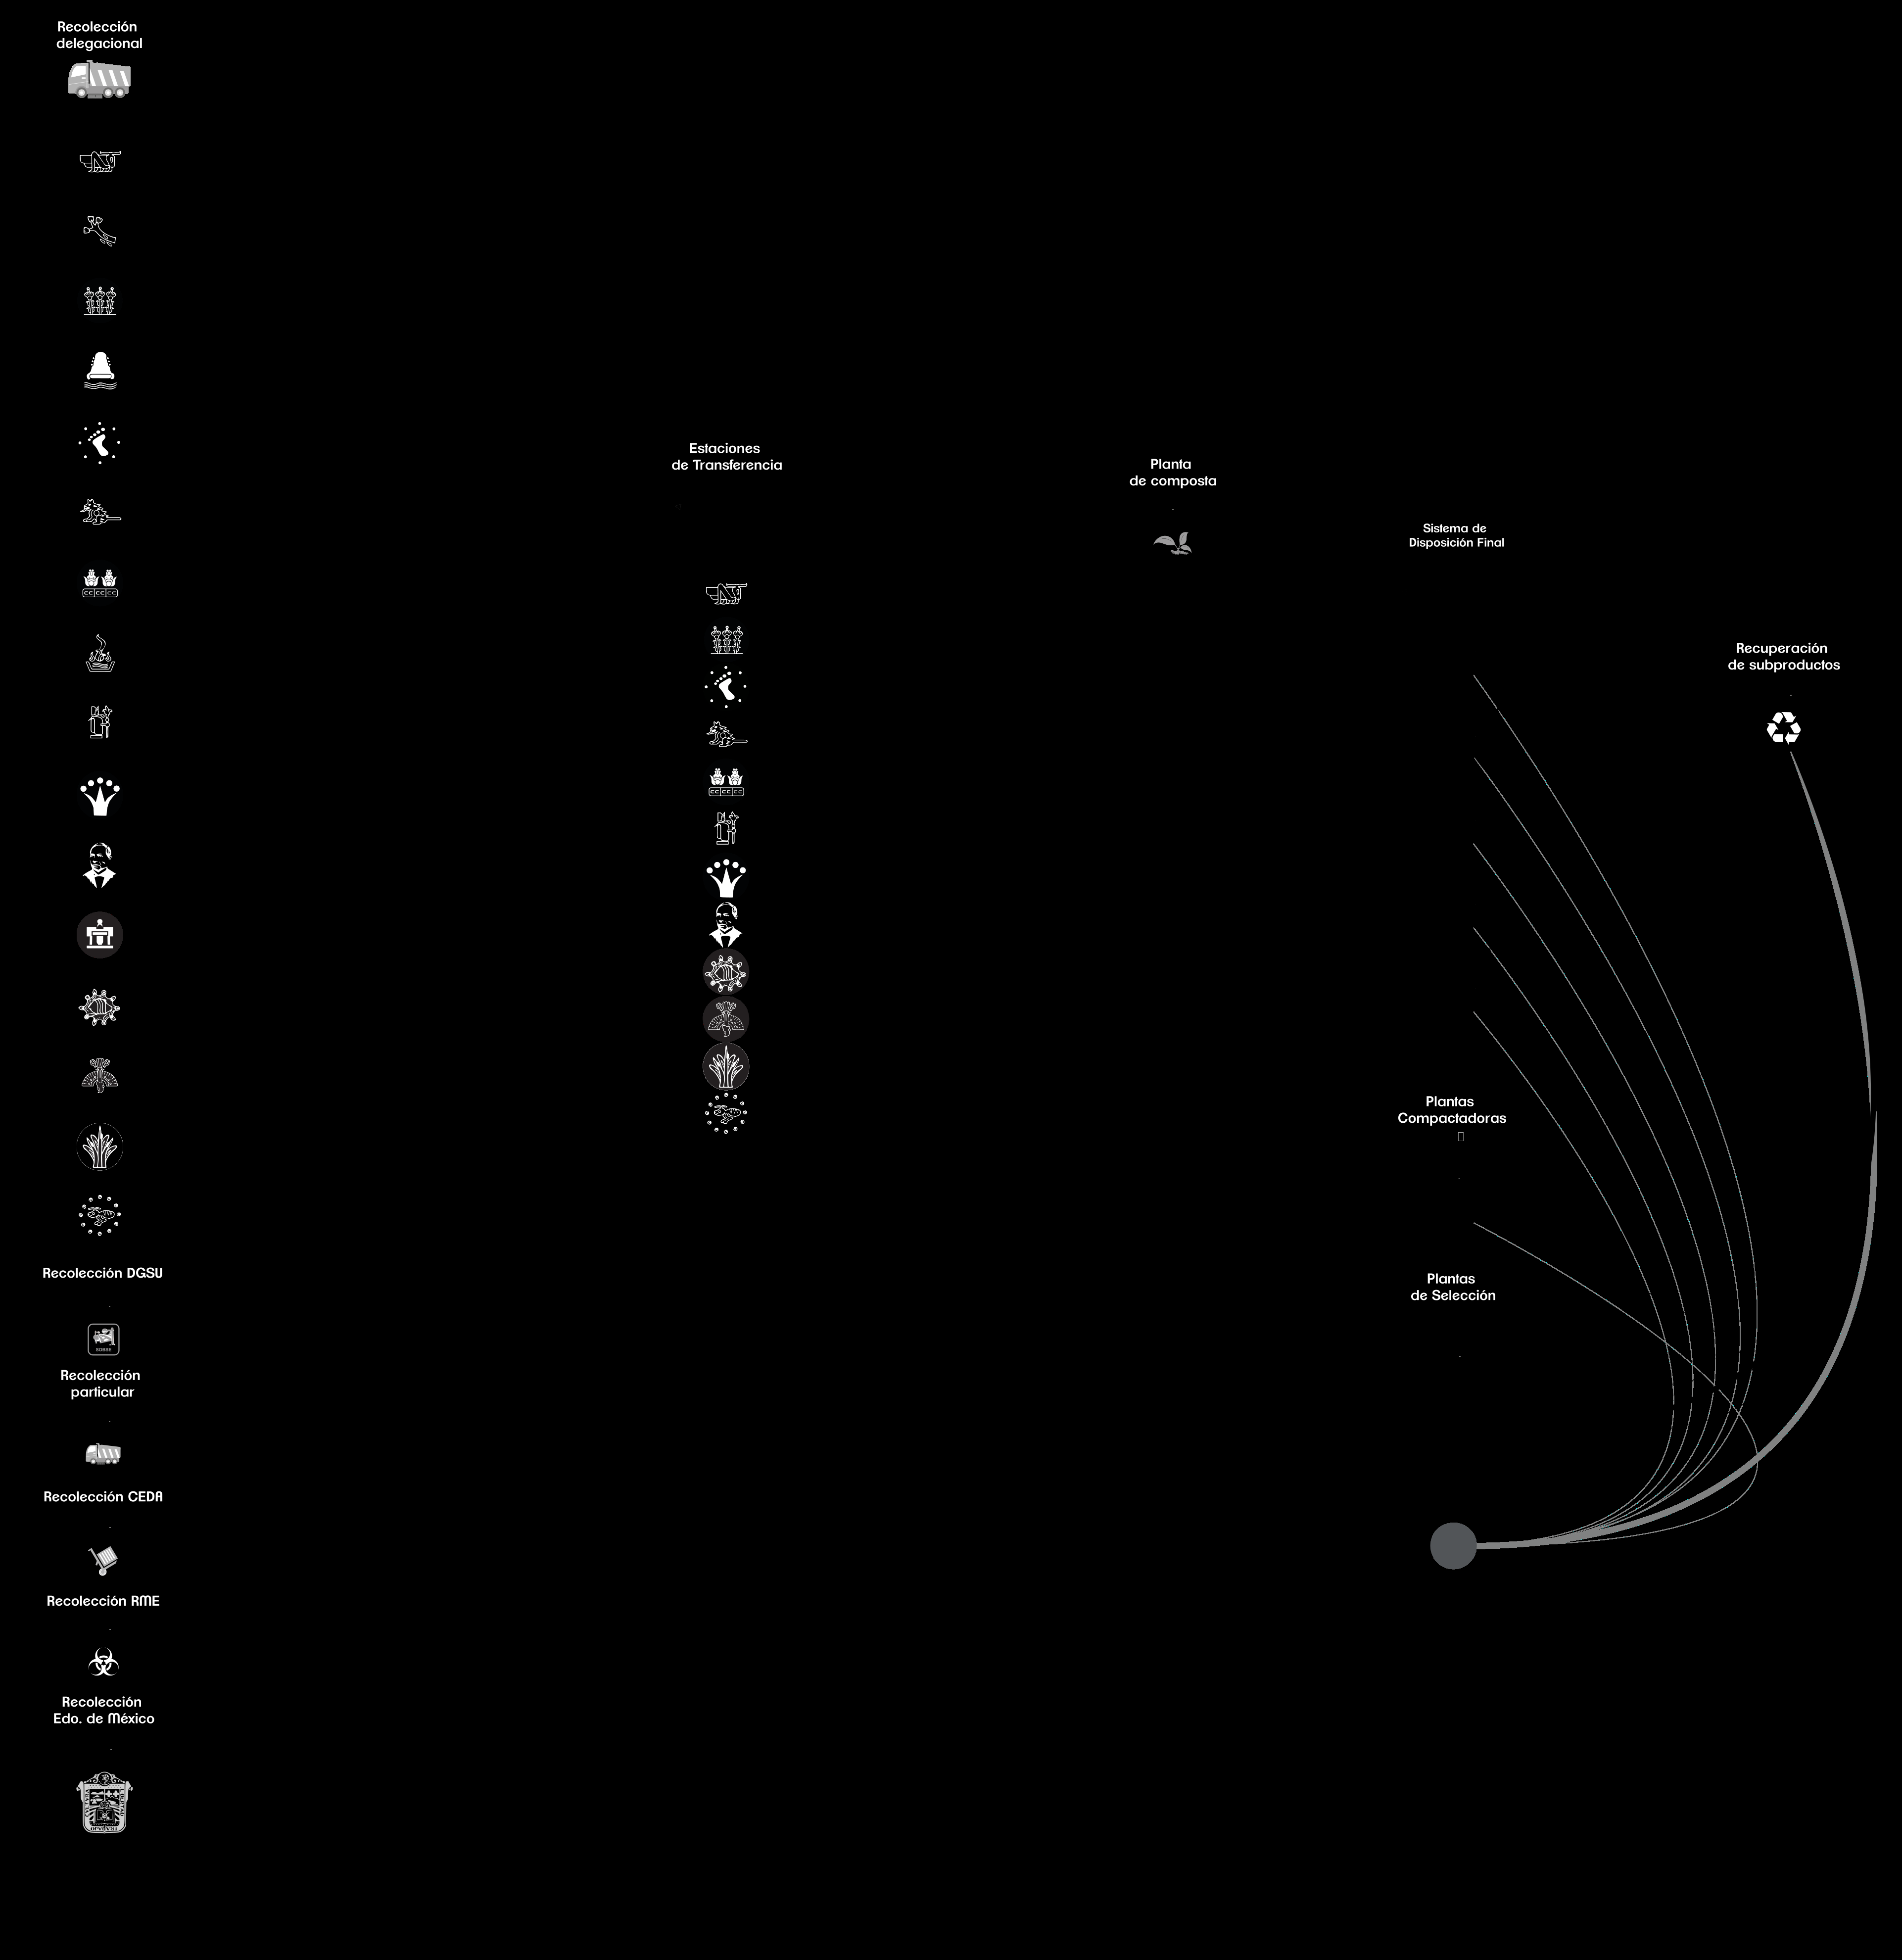 Recolección
delegacional
Estaciones
de Transferencia
Planta
de composta
Sistema de
Disposición Final
Recuperación
de subproductos
Plantas
Compactadoras
Plantas
de Selección
Recolección DGSU
SOBSE
Recolección
particular
Recolección CEDA
Recolección RME
Recolección
Edo. de México